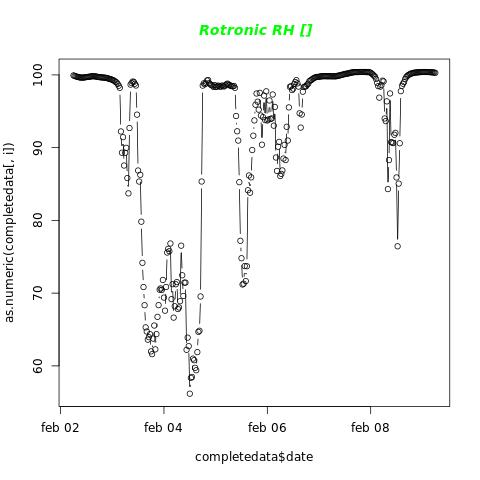 Rotronic RH []
as.numeric(completedata[, i])
100
90
80
70
60
feb 02 feb 04 feb 06 feb 08
completedata$date